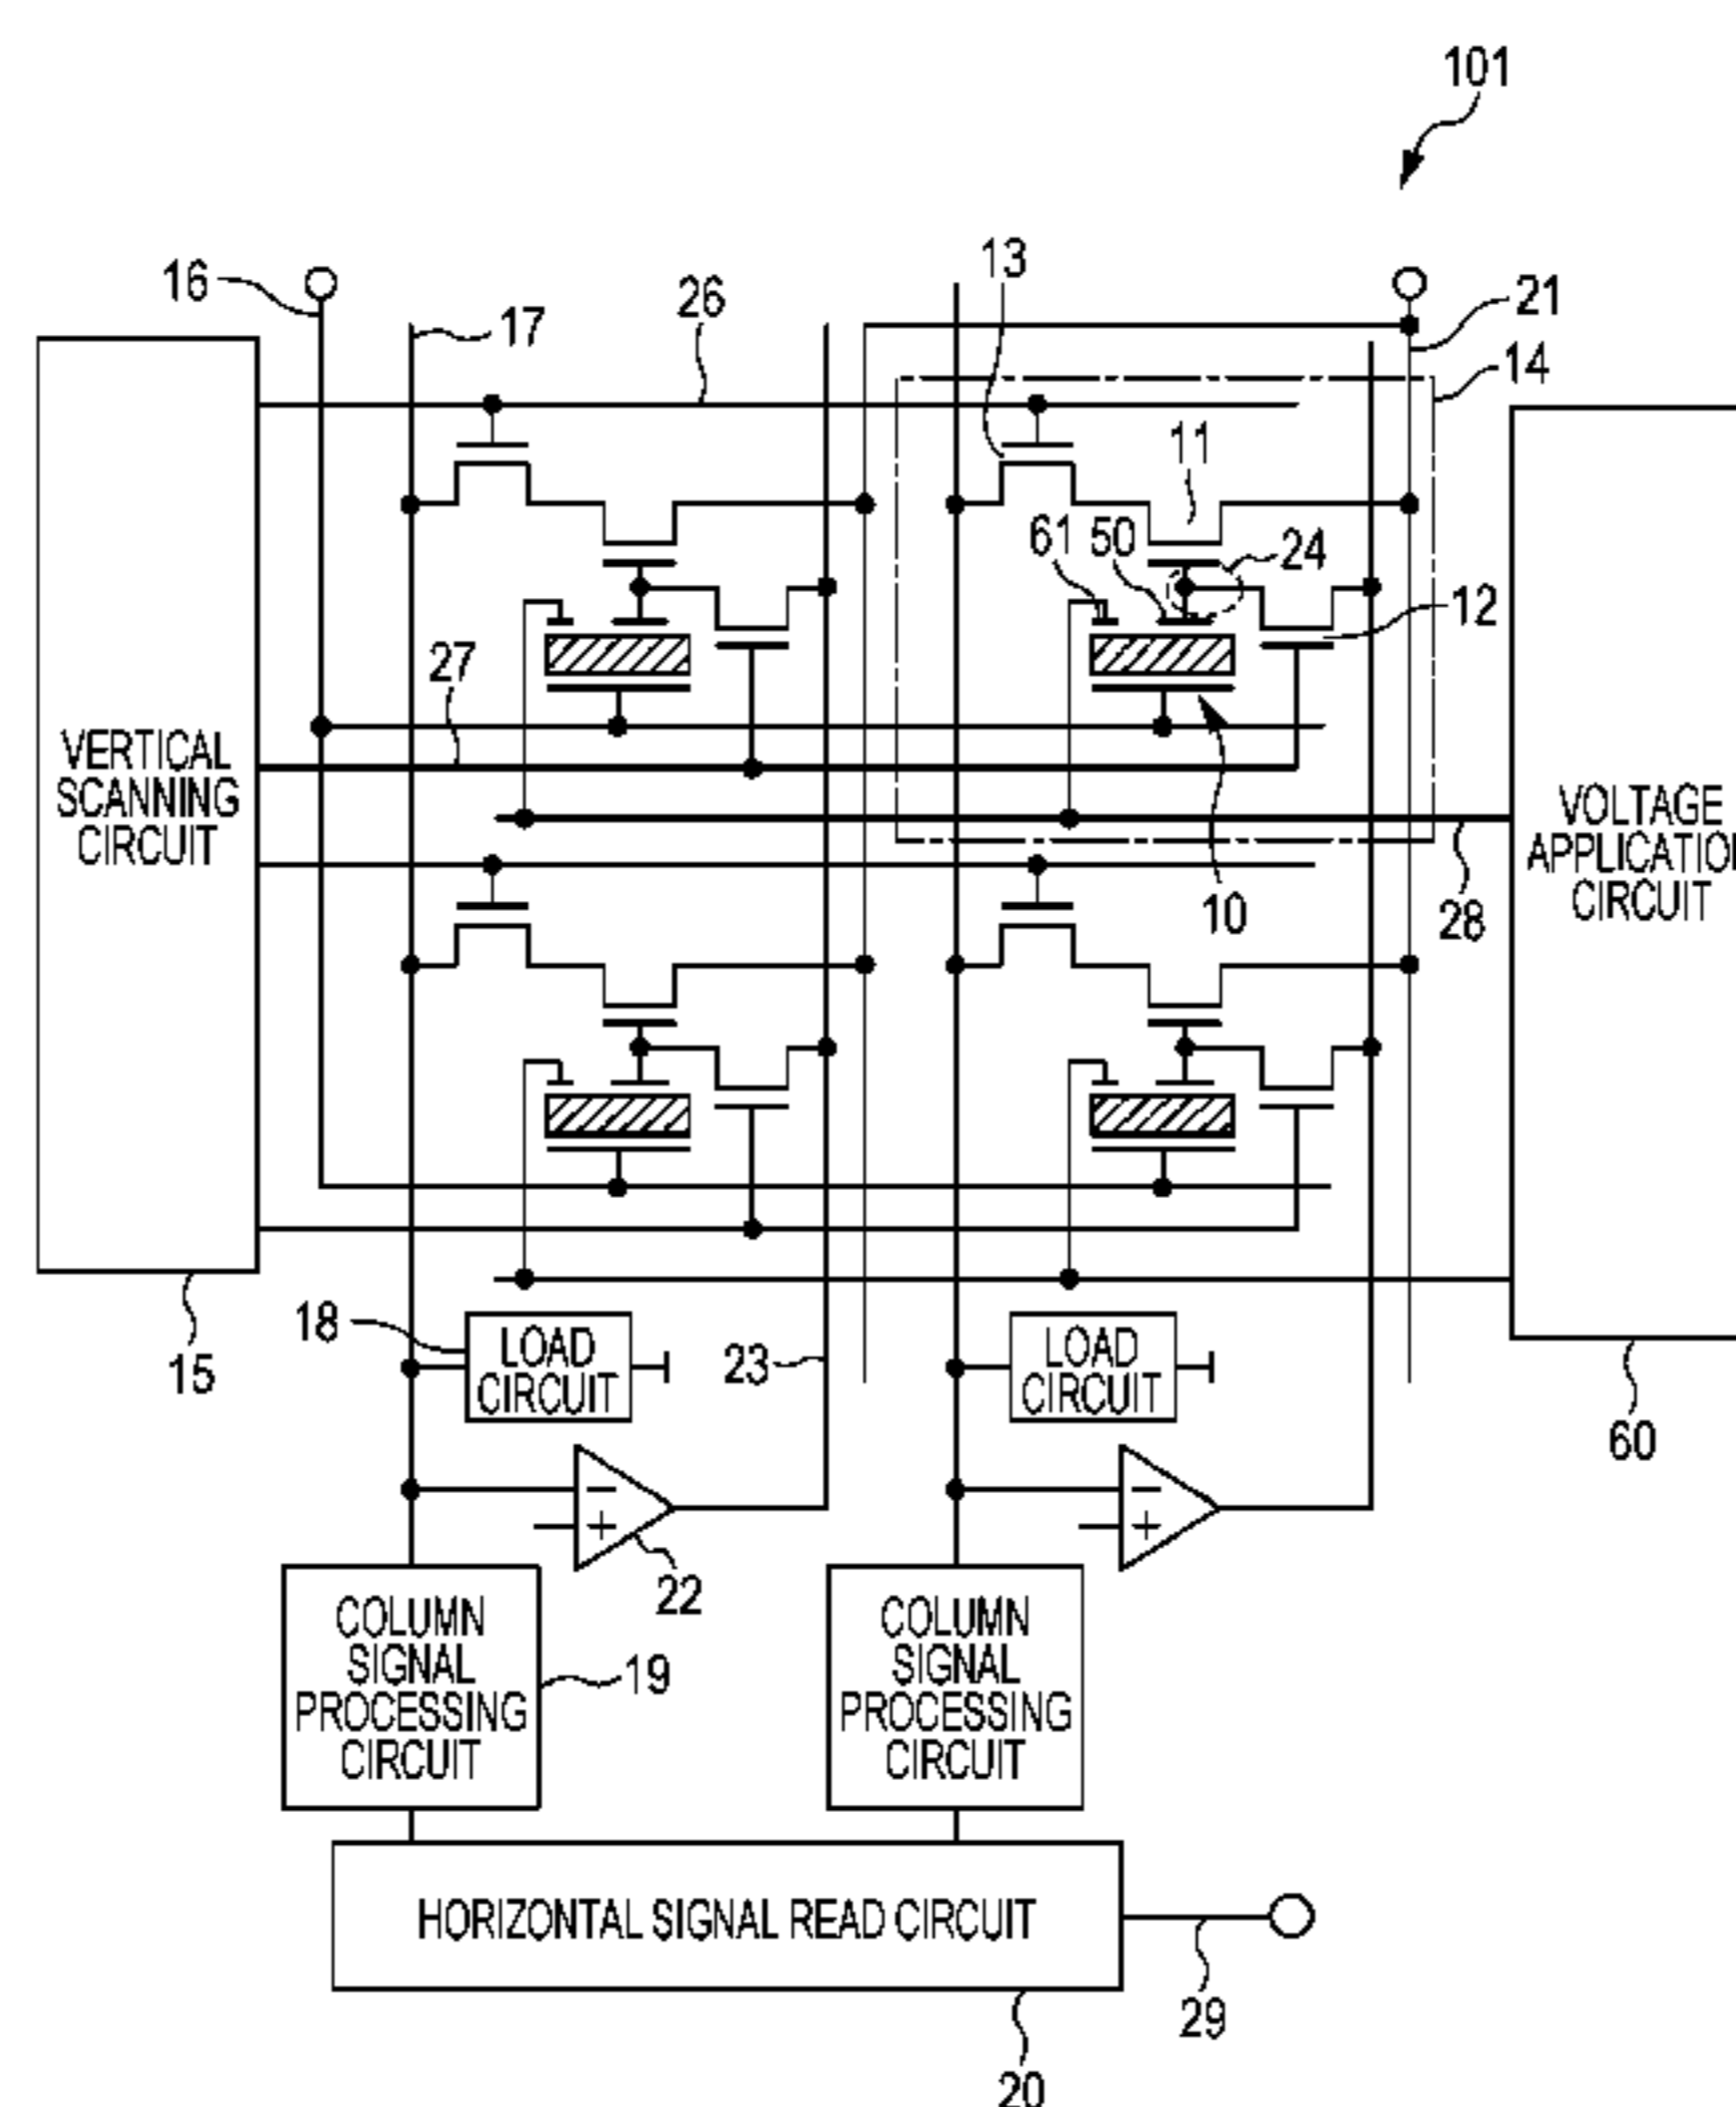 101
13
16
17
26
21
14
11
61
50
24
12
27
VERTICAL
SCANNING
CIRCUIT
VOLTAGE
APPLICATIO
CIRCUIT
10
28
18
LOAD
CIRCUIT
23
LOAD
CIRCUIT
15
60
−
+
−
+
22
COLUMN
SIGNAL
PROCESSING
CIRCUIT
19
COLUMN
SIGNAL
PROCESSING
CIRCUIT
HORIZONTAL SIGNAL READ CIRCUIT
29
20